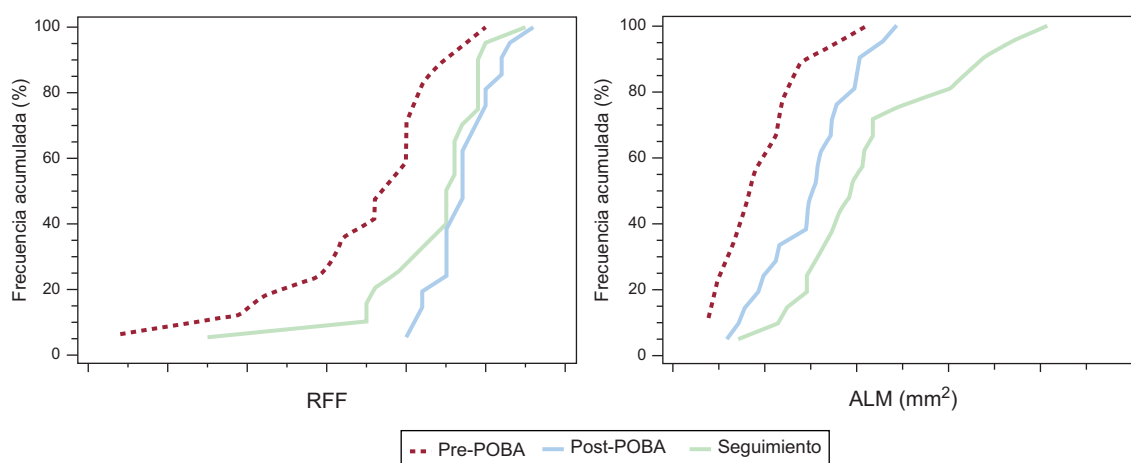 Frecuencia acumulada (%)
100
80
60
40
20
0
RFF
Frecuencia acumulada (%)
100
80
60
40
20
0
ALM (mm²)
Pre-POBA
Post-POBA
Seguimiento